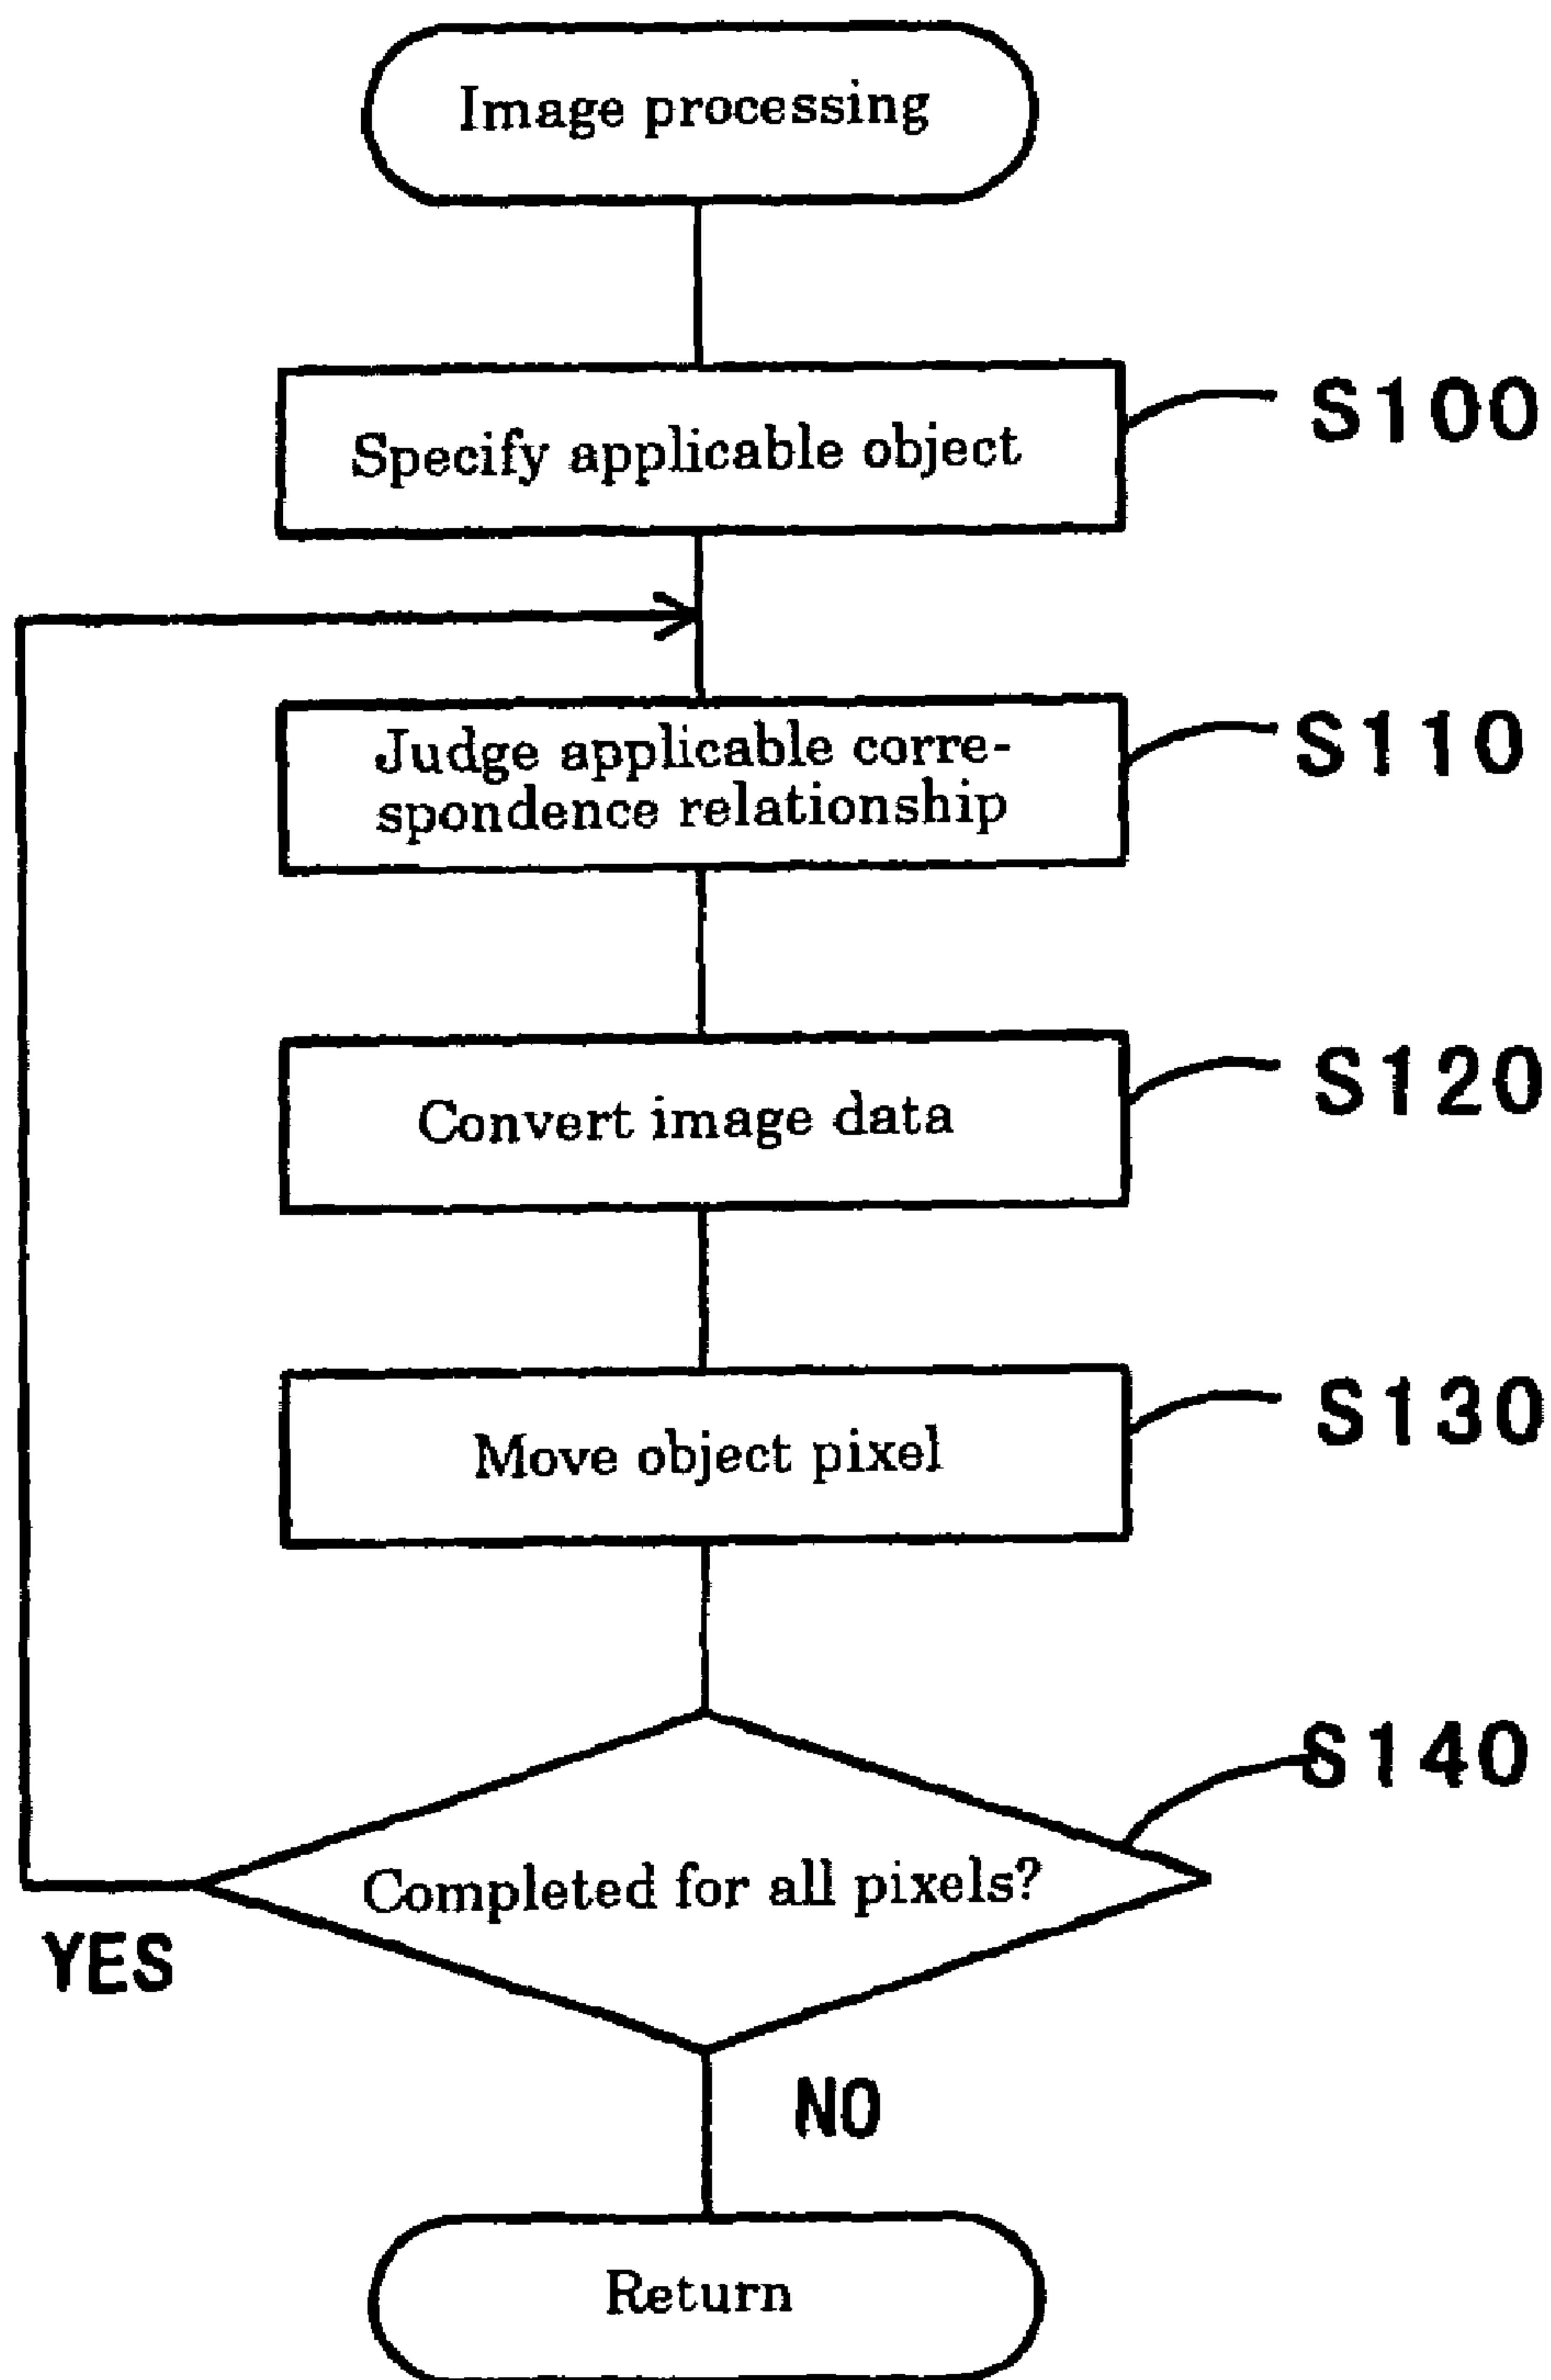 Image processing
Specify applicable object
S100
Judge applicable corre-
spondence relationship
S110
Convert image data
S120
Move object pixel
S130
S140
Completed for all pixels?
YES
NO
Return